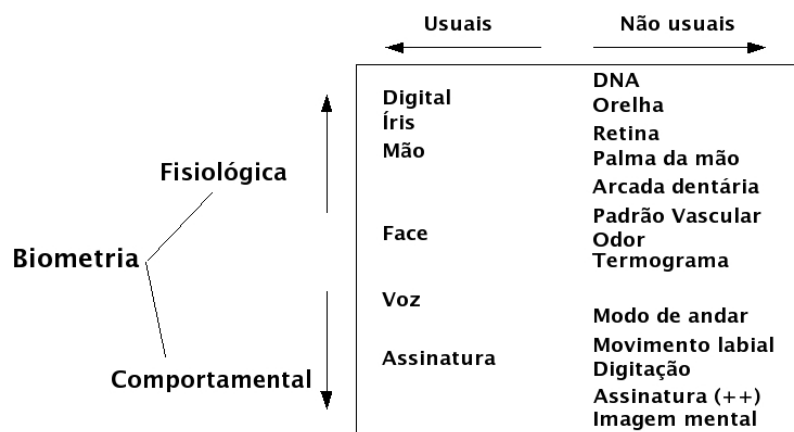 Usuais
Não usuais
Biometria
Fisiológica
Comportamental
Digital
Íris
Mão
Face
Voz
Assinatura
DNA
Orelha
Retina
Palma da mão
Arcada dentária
Padrão Vascular
Odor
Termograma
Modo de andar
Movimento labial
Digitação
Assinatura (++)
Imagem mental